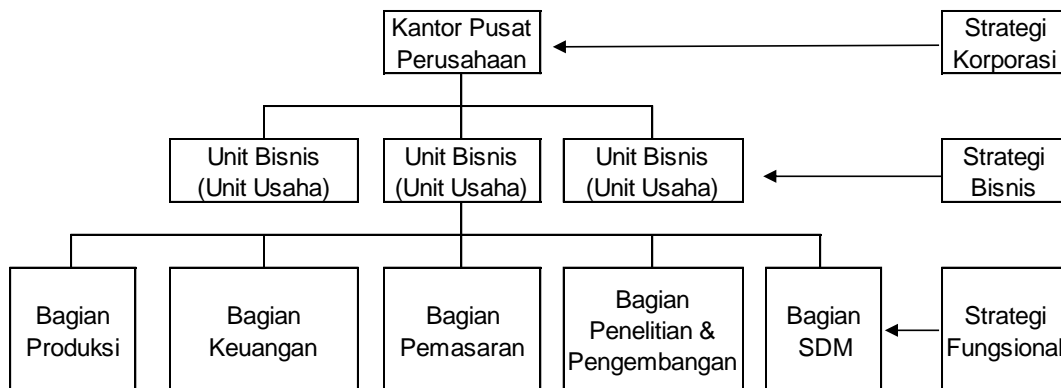 Kantor Pusat
Perusahaan
Strategi
Korporasi
Unit Bisnis
(Unit Usaha)
Unit Bisnis
(Unit Usaha)
Unit Bisnis
(Unit Usaha)
Strategi
Bisnis
Bagian
Produksi
Bagian
Keuangan
Bagian
Pemasaran
Bagian
Penelitian &
Pengembangan
Bagian
SDM
Strategi
Fungsional